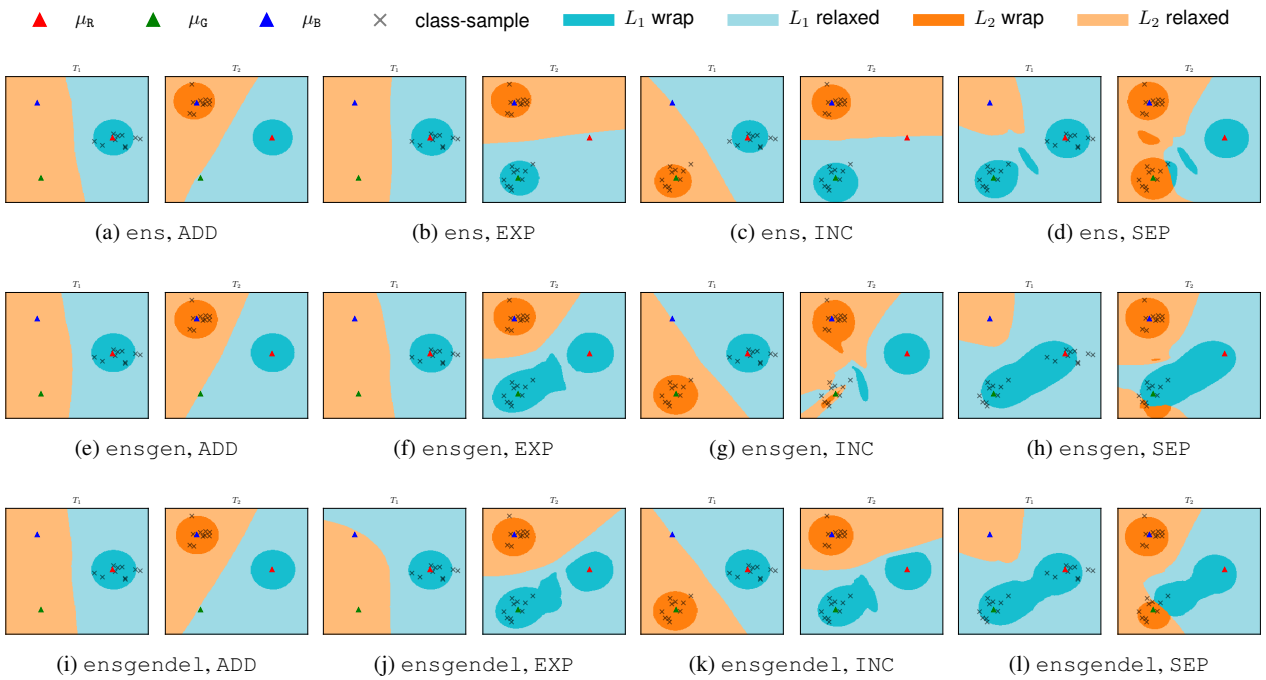 μR μG μB class-sample L1 wrap L1 relaxed L2 wrap L2 relaxed
T1 T2 T1 T2 T1 T2 T1 T2
(a) ens, ADD (b) ens, EXP (c) ens, INC (d) ens, SEP
T1 T2 T1 T2 T1 T2 T1 T2
(e) ensgen, ADD (f) ensgen, EXP (g) ensgen, INC (h) ensgen, SEP
T1 T2 T1 T2 T1 T2 T1 T2
(i) ensgendel, ADD (j) ensgendel, EXP (k) ensgendel, INC (l) ensgendel, SEP